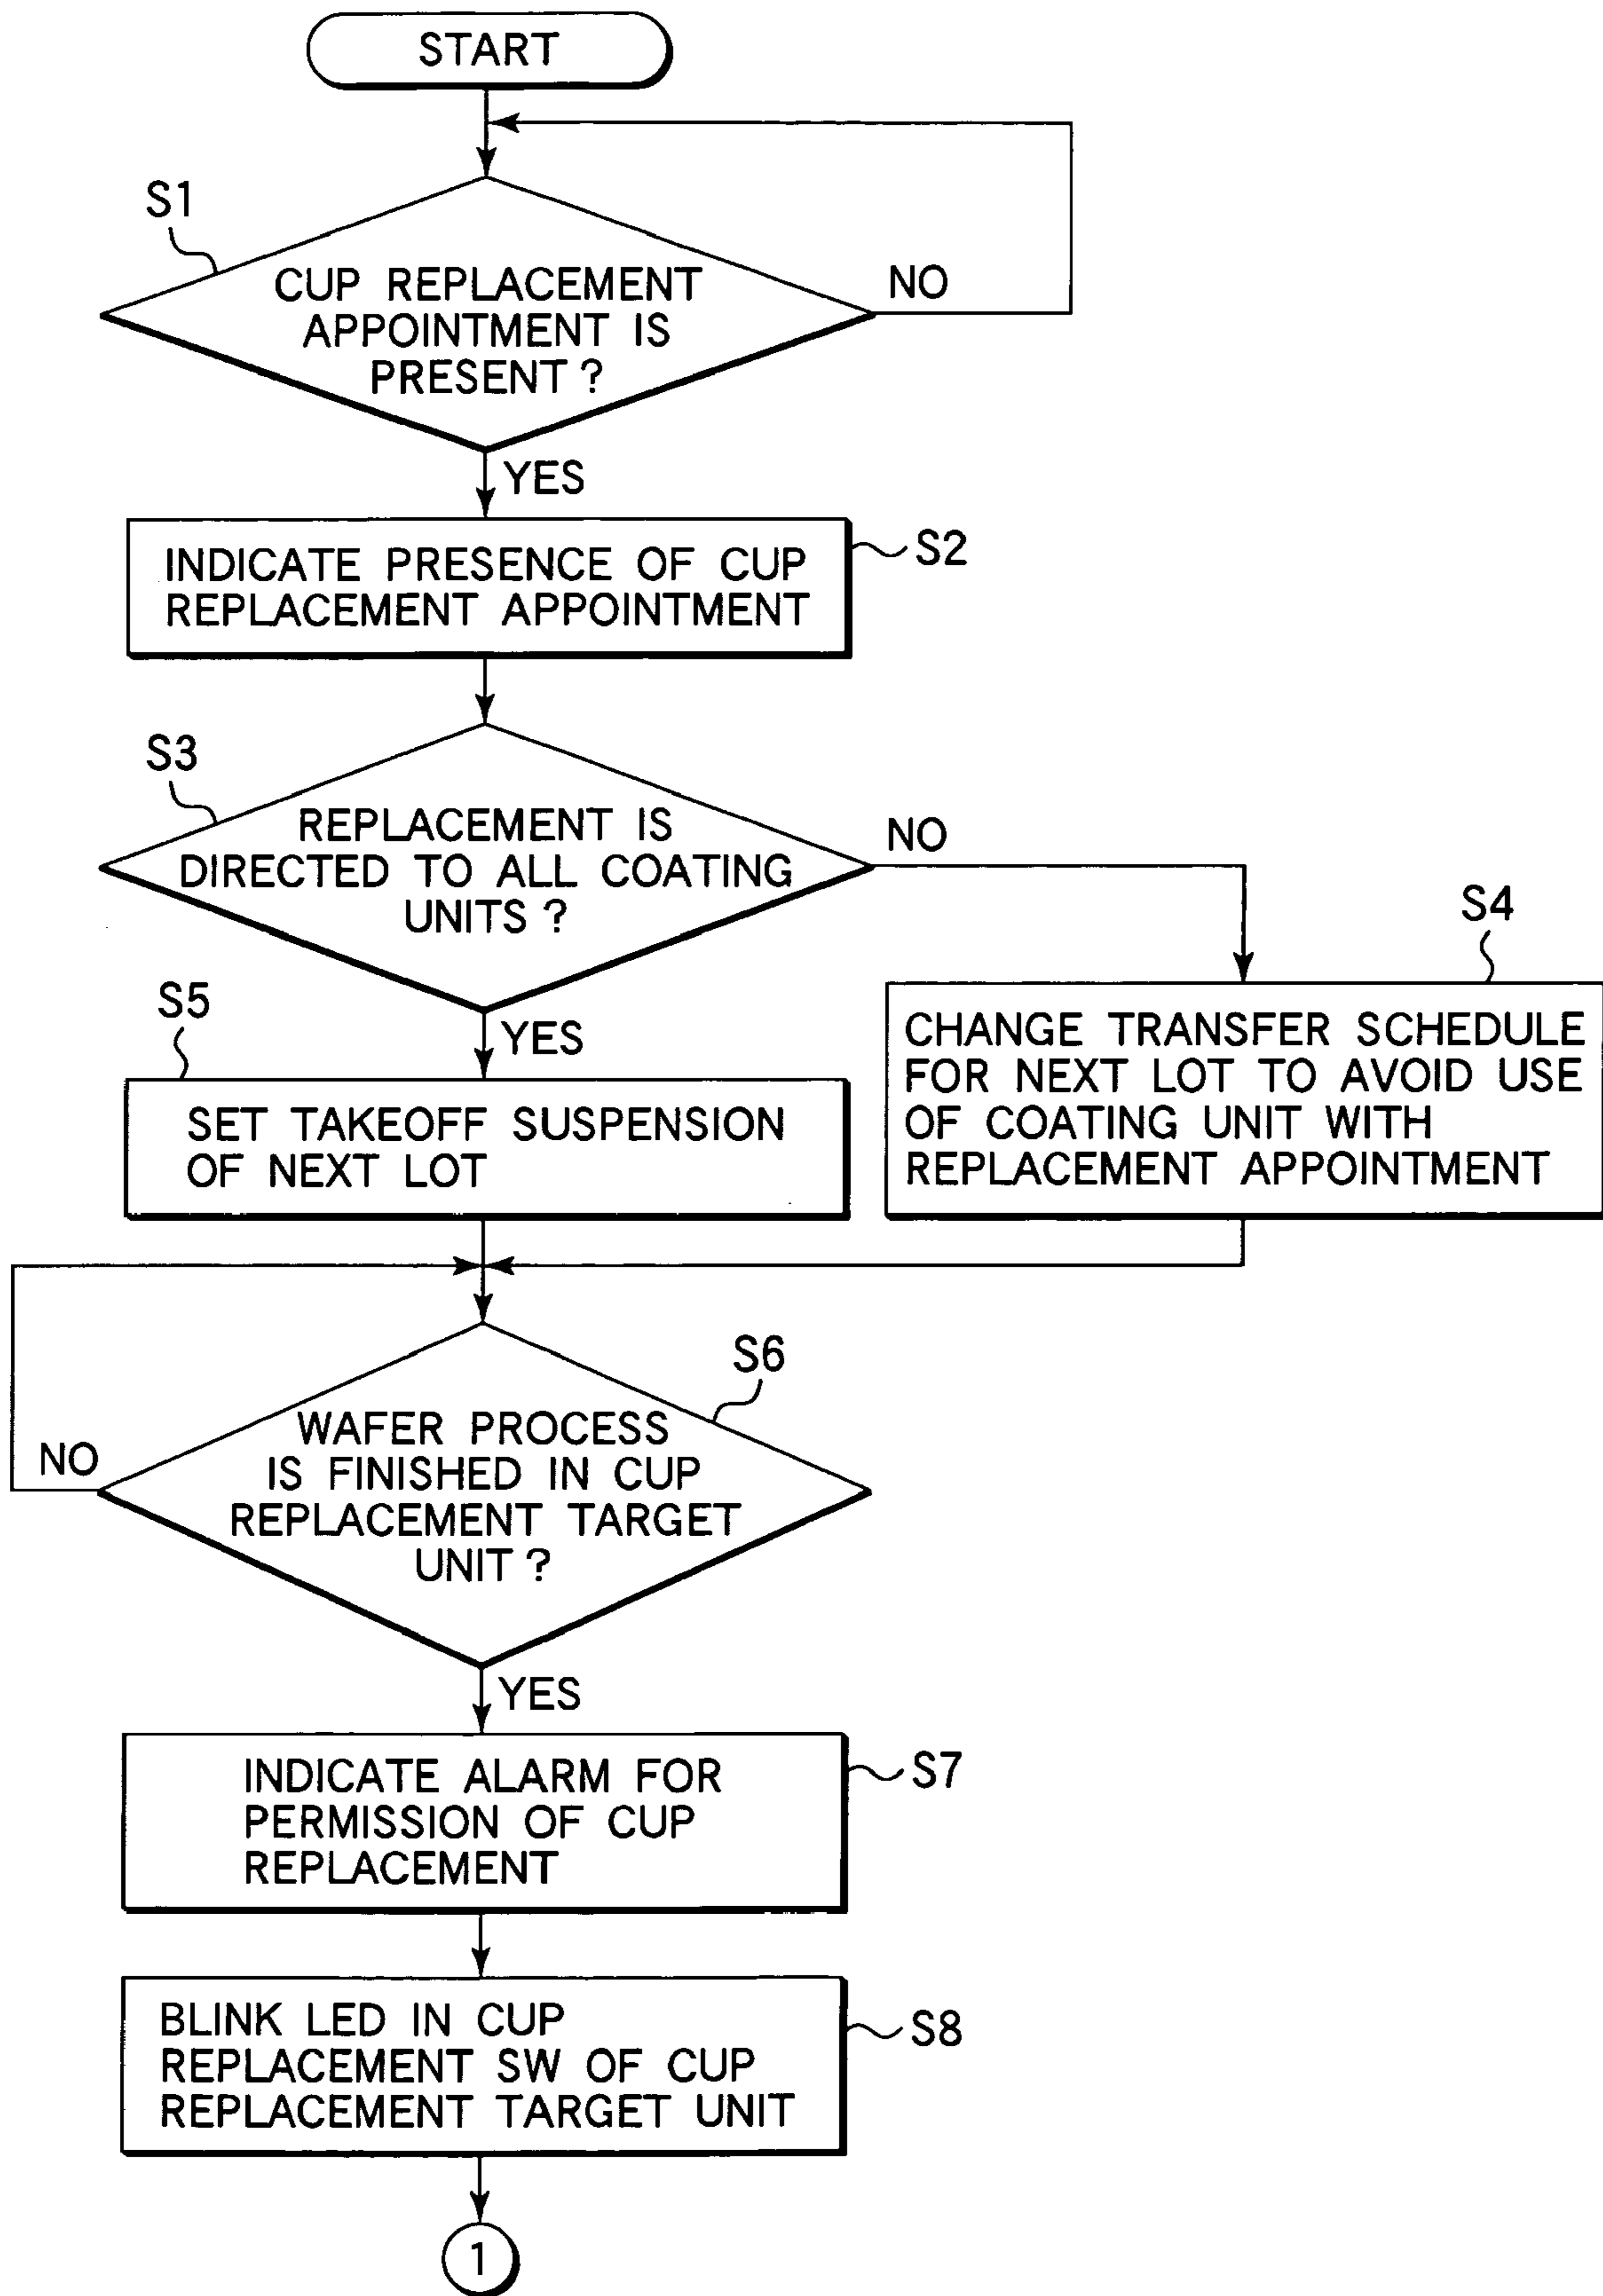 START
S1
CUP REPLACEMENT
APPOINTMENT IS
PRESENT ?
NO
YES
INDICATE PRESENCE OF CUP
REPLACEMENT APPOINTMENT
S2
S3
REPLACEMENT IS
DIRECTED TO ALL COATING
UNITS ?
NO
YES
S4
CHANGE TRANSFER SCHEDULE
FOR NEXT LOT TO AVOID USE
OF COATING UNIT WITH
REPLACEMENT APPOINTMENT
S5
SET TAKEOFF SUSPENSION
OF NEXT LOT
S6
WAFER PROCESS
IS FINISHED IN CUP
REPLACEMENT TARGET
UNIT ?
NO
YES
INDICATE ALARM FOR
PERMISSION OF CUP
REPLACEMENT
S7
BLINK LED IN CUP
REPLACEMENT SW OF CUP
REPLACEMENT TARGET UNIT
S8
1